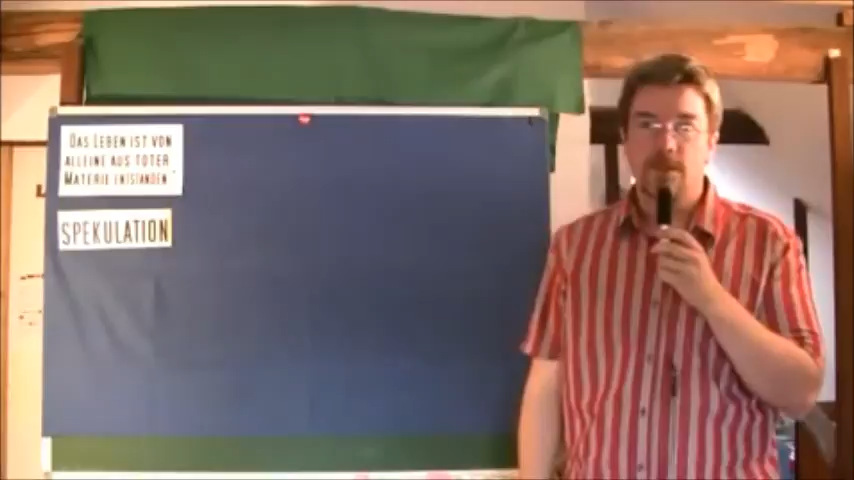 DAS LEBEN IST VON
ALLEINE AUS TOTER
MATERIE ENTSTANDEN"
SPEKULATION